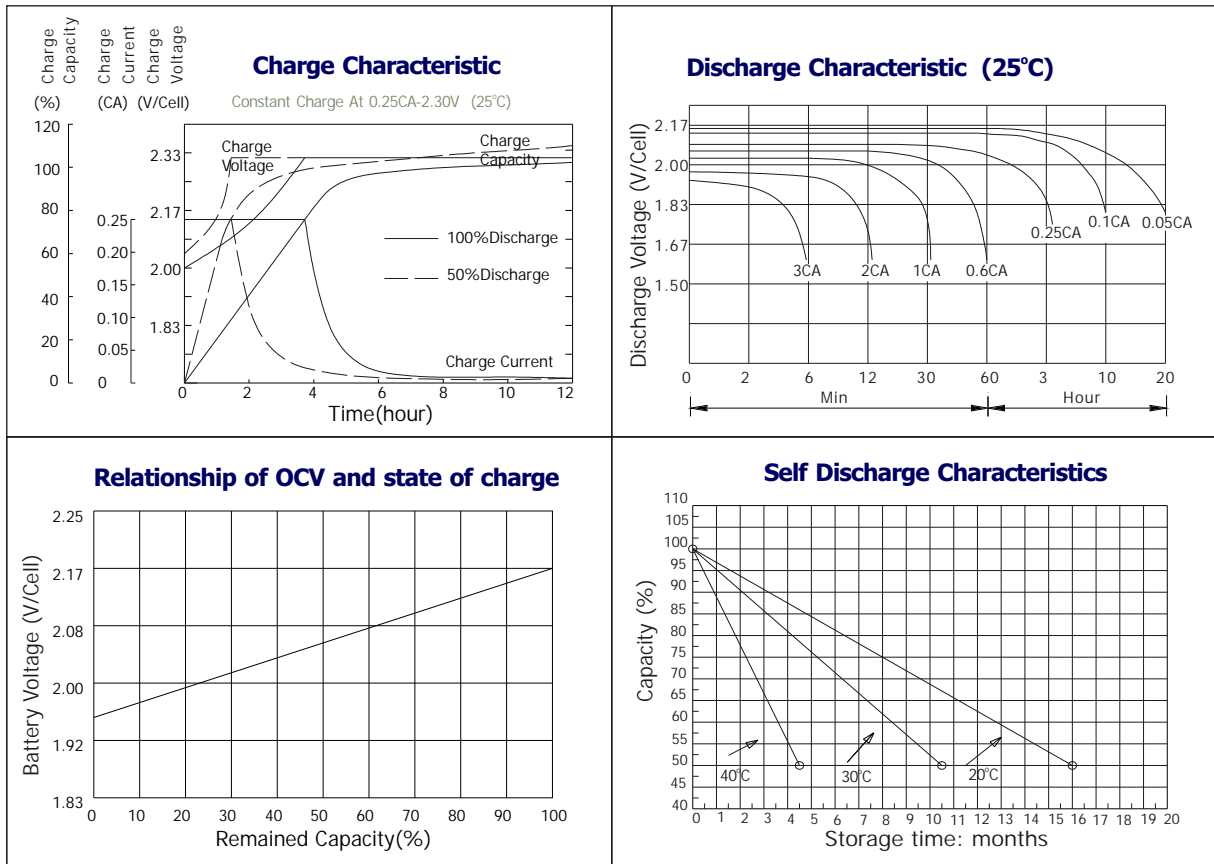 Charge
Capacity
Charge
Current
Charge
Voltage
(%)
(CA)
(V/Cell)
Charge Characteristic
Constant Charge At 0.25CA-2.30V (25°C)
120
100
80
60
40
20
0
0.25
0.20
0.15
0.10
0.05
0
2.33
2.17
2.00
1.83
Charge
Voltage
Charge
Capacity
100%Discharge
50%Discharge
Charge Current
0 2 4 6 8 10 12
Time(hour)
Discharge Characteristic (25°C)
Discharge Voltage (V/Cell)
2.17
2.00
1.83
1.67
1.50
3CA 2CA 1CA 0.6CA 0.25CA 0.1CA 0.05CA
0 2 6 12 30 60 3 10 20
Min Hour
Relationship of OCV and state of charge
Battery Voltage (V/Cell)
2.25
2.17
2.08
2.00
1.92
1.83
0 10 20 30 40 50 60 70 80 90 100
Remained Capacity(%)
Self Discharge Characteristics
Capacity (%)
110
105
100
95
90
85
80
75
70
65
60
55
50
45
40
40°C 30°C 20°C
0 1 2 3 4 5 6 7 8 9 10 11 12 13 14 15 16 17 18 19 20
Storage time: months